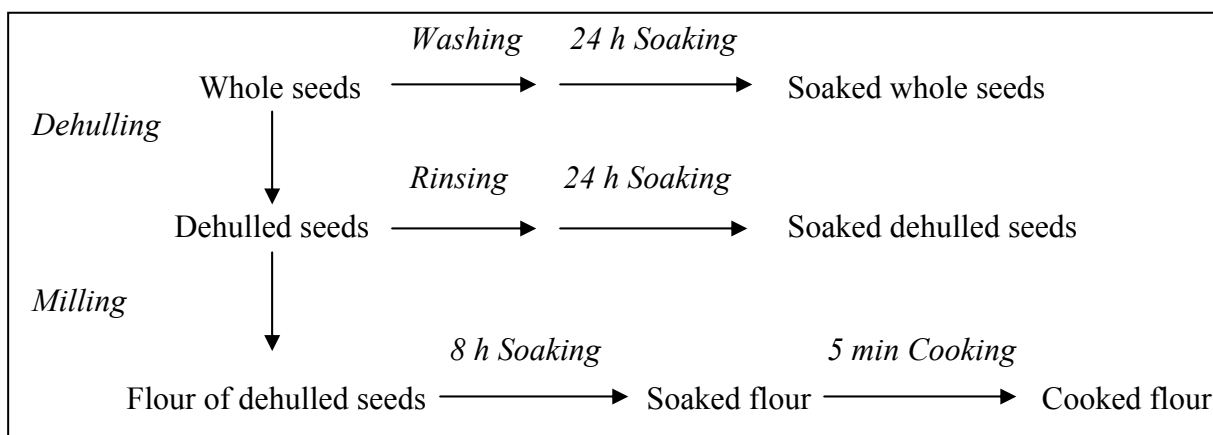 Washing 24 h Soaking
Whole seeds Soaked whole seeds
Dehulling
Rinsing 24 h Soaking
Dehulled seeds Soaked dehulled seeds
Milling
8 h Soaking 5 min Cooking
Flour of dehulled seeds Soaked flour Cooked flour